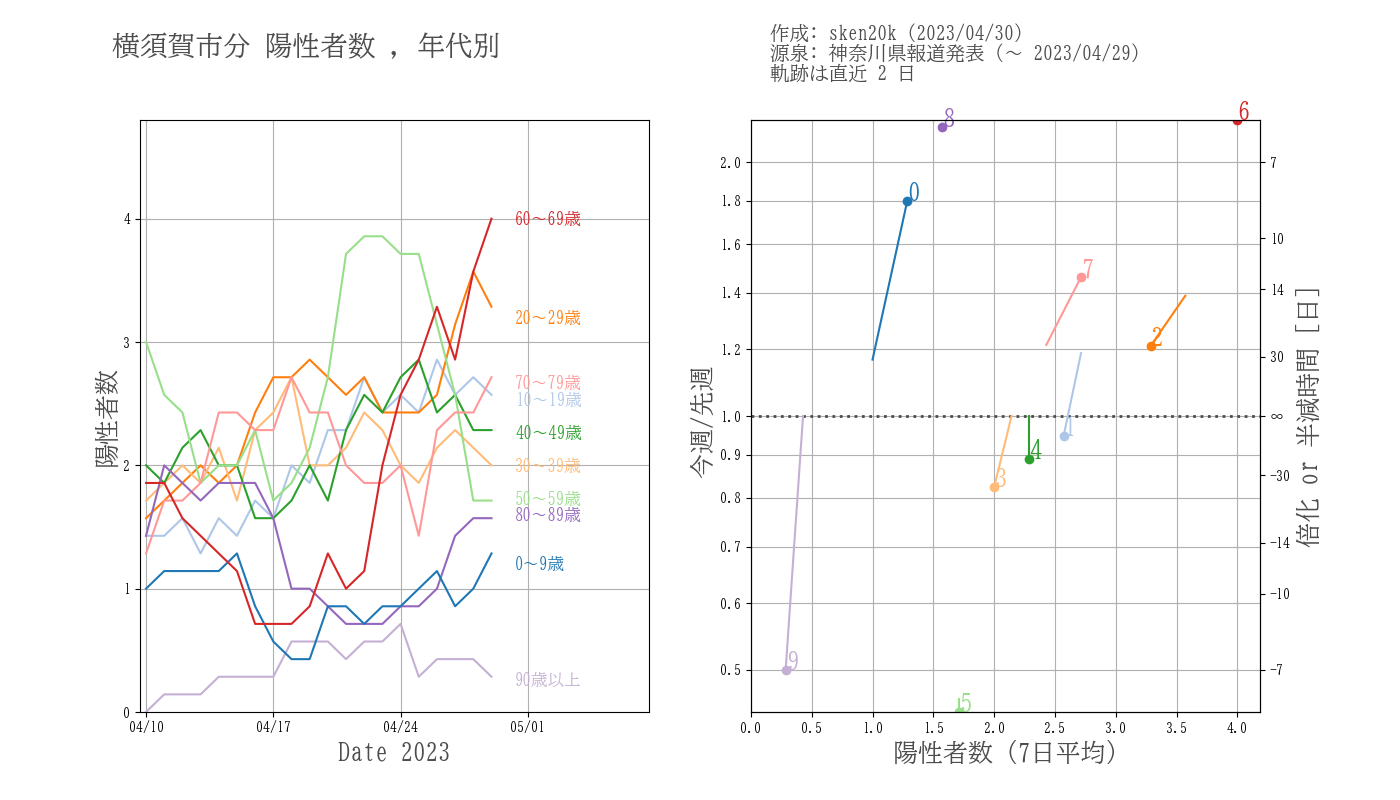 横須賀市分 陽性者数 , 年代別
作成: sken20k (2023/04/30)
源泉: 神奈川県報道発表 (〜 2023/04/29)
軌跡は直近 2 日
陽性者数
4
3
2
1
0
04/10
04/17
04/24
05/01
Date 2023
60〜69歳
20〜29歳
70〜79歳
10〜19歳
40〜49歳
30〜39歳
50〜59歳
80〜89歳
0〜9歳
90歳以上
今週/先週
2.0
1.8
1.6
1.4
1.2
1.0
0.9
0.8
0.7
0.6
0.5
8
6
0
7
2
1
4
3
9
5
0.0
0.5
1.0
1.5
2.0
2.5
3.0
3.5
4.0
陽性者数 (7日平均)
7
10
14
30
∞
−30
−14
−10
−7
倍化 or 半減時間 [日]